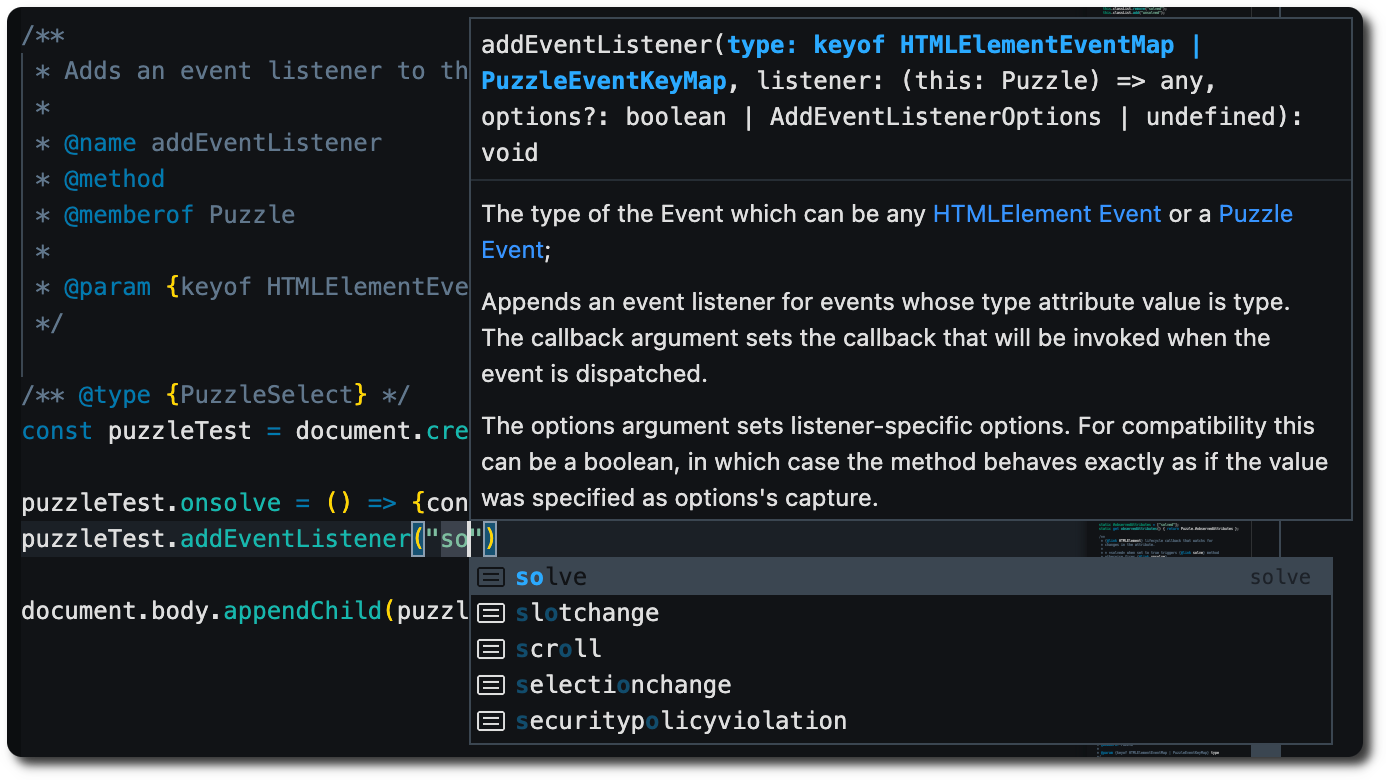 /**
 * Adds an event listener to th
 *
 * @name addEventListener
 * @method
 * @memberof Puzzle
 *
 * @param {keyof HTMLElementEve
 */
/** @type {PuzzleSelect} */
const puzzleTest = document.cre
puzzleTest.onsolve = () => {con
puzzleTest.addEventListener("so")
document.body.appendChild(puzzl
addEventListener(type: keyof HTMLElementEventMap |
PuzzleEventKeyMap, listener: (this: Puzzle) => any,
options?: boolean | AddEventListenerOptions | undefined):
void
The type of the Event which can be any HTMLElement Event or a Puzzle
Event;
Appends an event listener for events whose type attribute value is type.
The callback argument sets the callback that will be invoked when the
event is dispatched.
The options argument sets listener-specific options. For compatibility this
can be a boolean, in which case the method behaves exactly as if the value
was specified as options's capture.
solve solve
slotchange
scroll
selectionchange
securitypolicyviolation